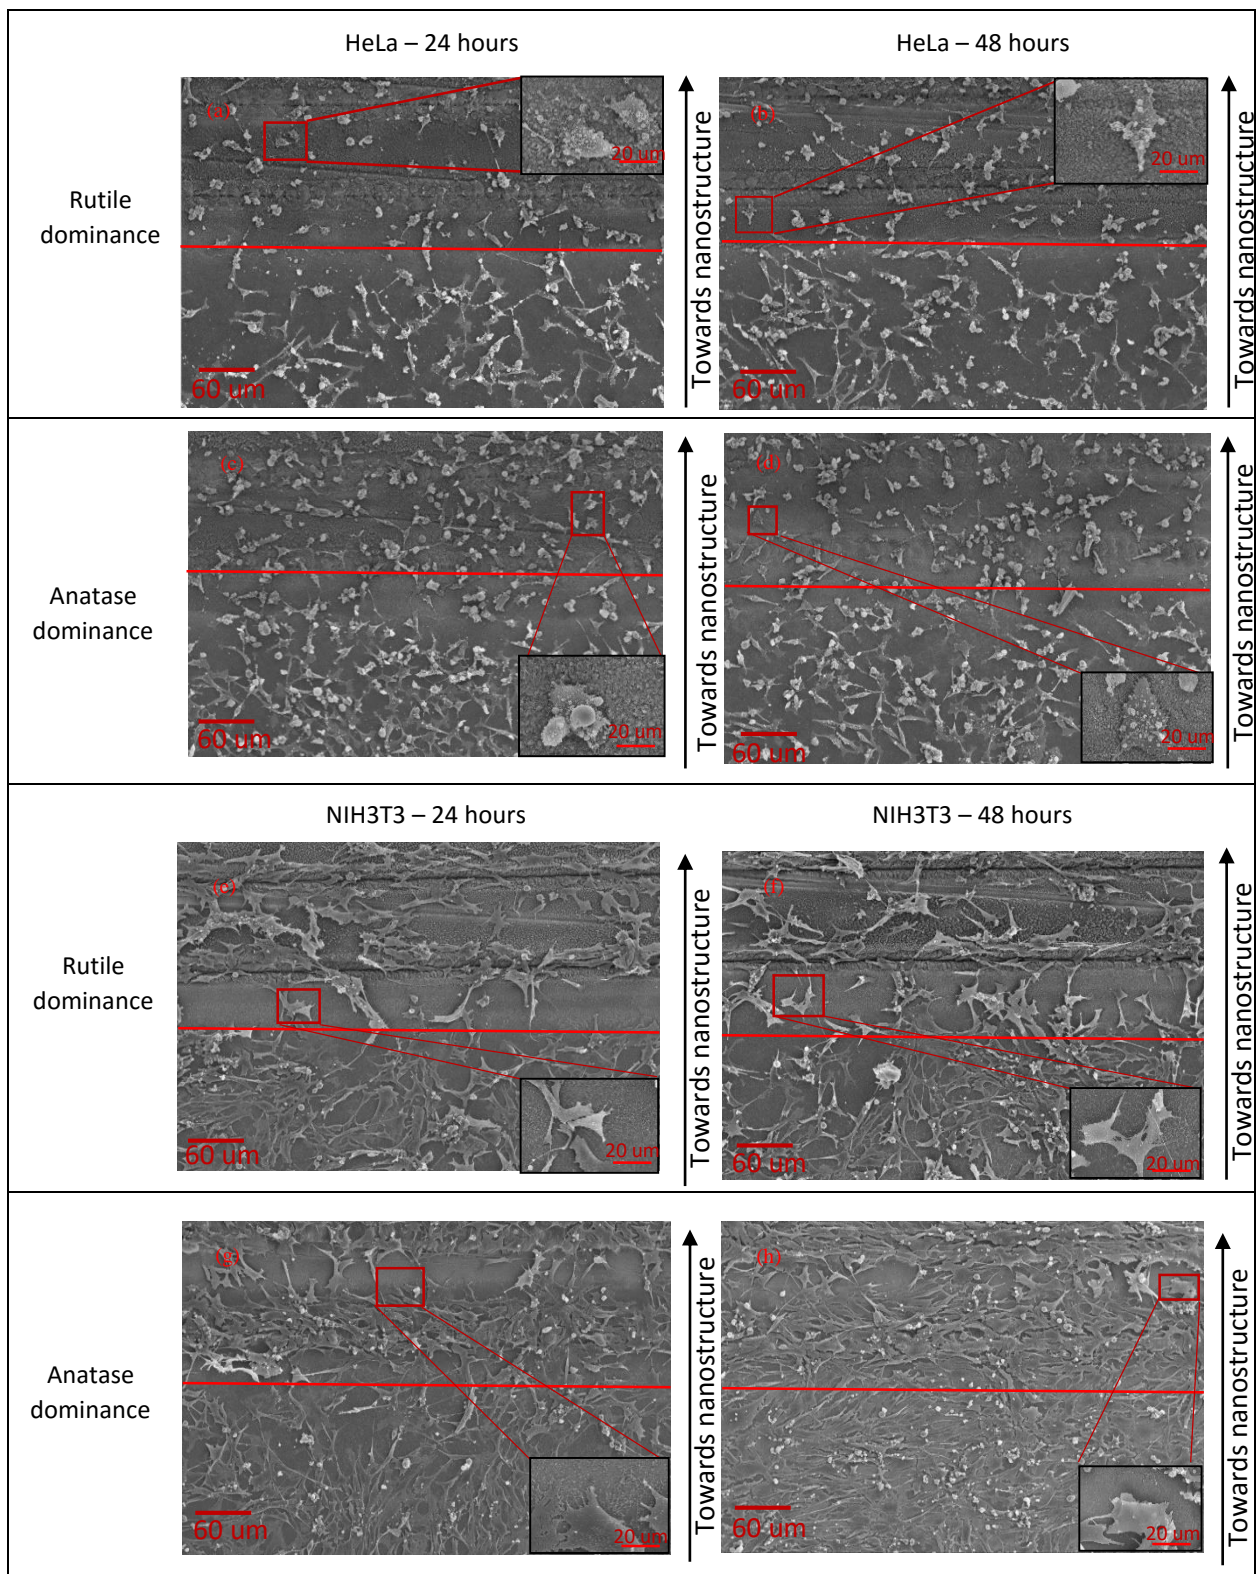 HeLa – 24 hours
HeLa – 48 hours
Rutile
dominance
(a)
20 um
60 um
Towards nanostructure
(b)
20 um
60 um
Towards nanostructure
Anatase
dominance
(c)
20 um
60 um
Towards nanostructure
(d)
20 um
60 um
Towards nanostructure
NIH3T3 – 24 hours
NIH3T3 – 48 hours
Rutile
dominance
(e)
20 um
60 um
Towards nanostructure
(f)
20 um
60 um
Towards nanostructure
Anatase
dominance
(g)
20 um
60 um
Towards nanostructure
(h)
20 um
60 um
Towards nanostructure